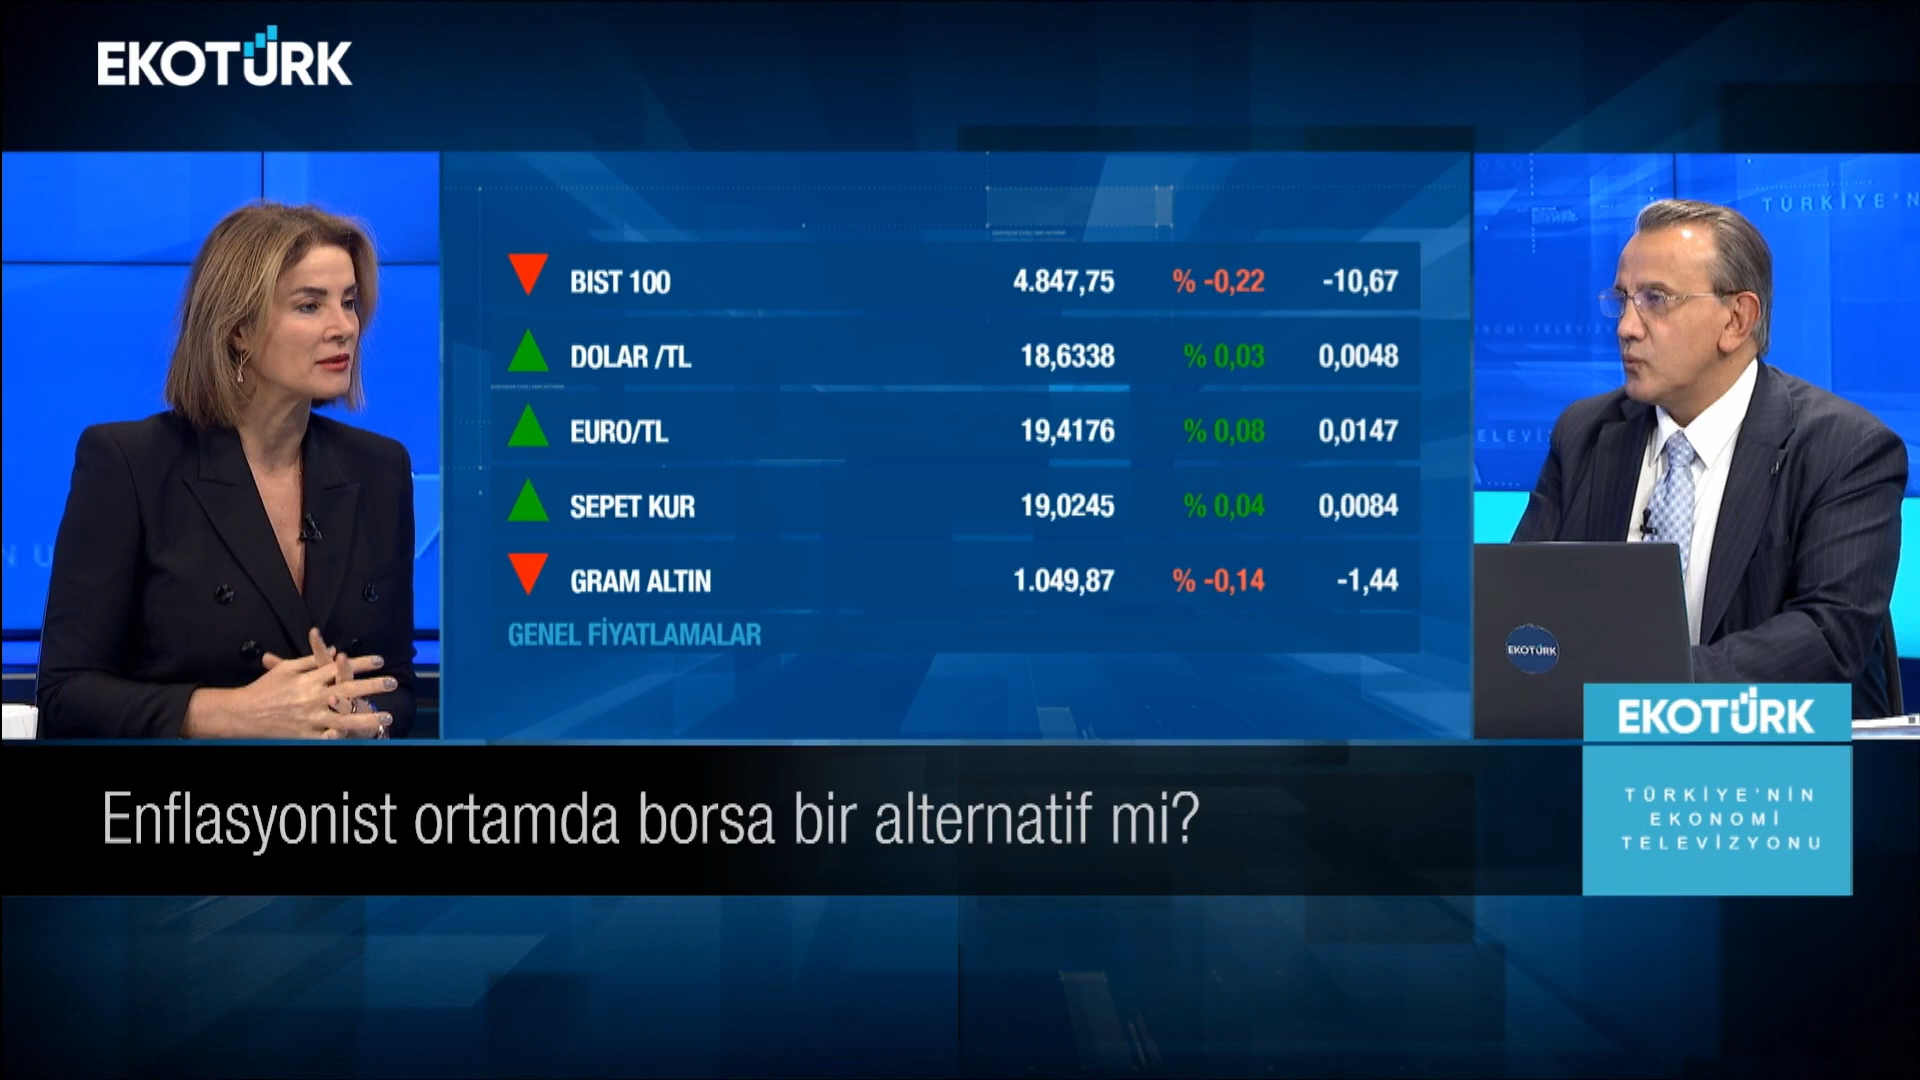 EKOTÜRK
TÜRKİYE'N
BIST 100 4.847,75 % -0,22 -10,67
DOLAR /TL 18,6338 % 0,03 0,0048
EURO/TL 19,4176 % 0,08 0,0147
SEPET KUR 19,0245 % 0,04 0,0084
GRAM ALTIN 1.049,87 % -0,14 -1,44
GENEL FİYATLAMALAR
EKOTÜRK
EKOTÜRK
Enflasyonist ortamda borsa bir alternatif mi?
TÜRKİYE'NİN
EKONOMİ
TELEVİZYONU